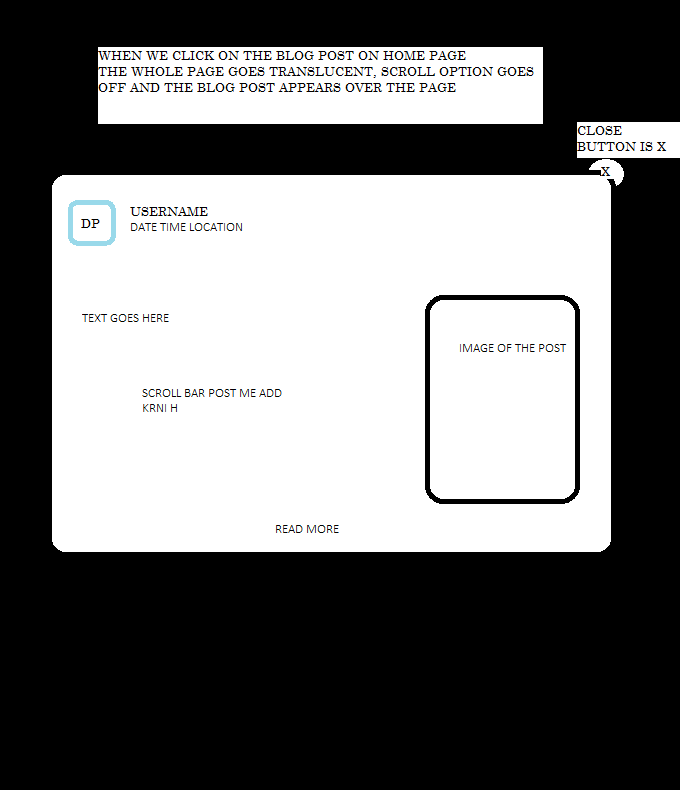 WHEN WE CLICK ON THE BLOG POST ON HOME PAGE
THE WHOLE PAGE GOES TRANSLUCENT, SCROLL OPTION GOES
OFF AND THE BLOG POST APPEARS OVER THE PAGE
CLOSE
BUTTON IS X
X
DP
USERNAME
DATE TIME LOCATION
TEXT GOES HERE
IMAGE OF THE POST
SCROLL BAR POST ME ADD
KRNI H
READ MORE